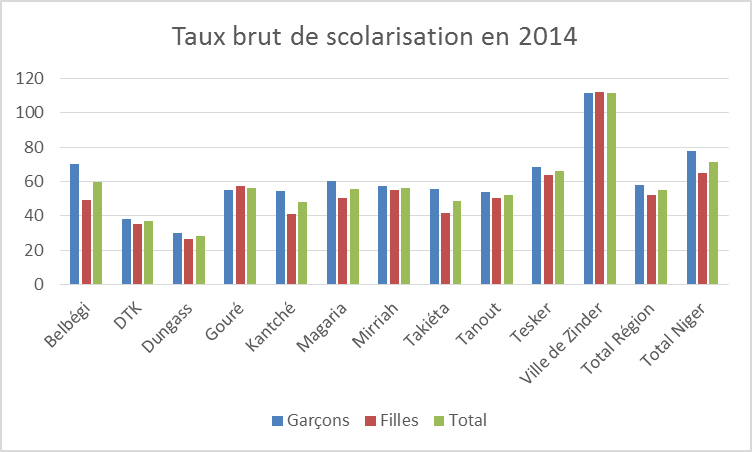 Taux brut de scolarisation en 2014
120
100
80
60
40
20
0
Belbégi
DTK
Dungass
Gouré
Kantché
Magaria
Mirriah
Takiéta
Tanout
Tesker
Ville de Zinder
Total Région
Total Niger
Garçons Filles Total